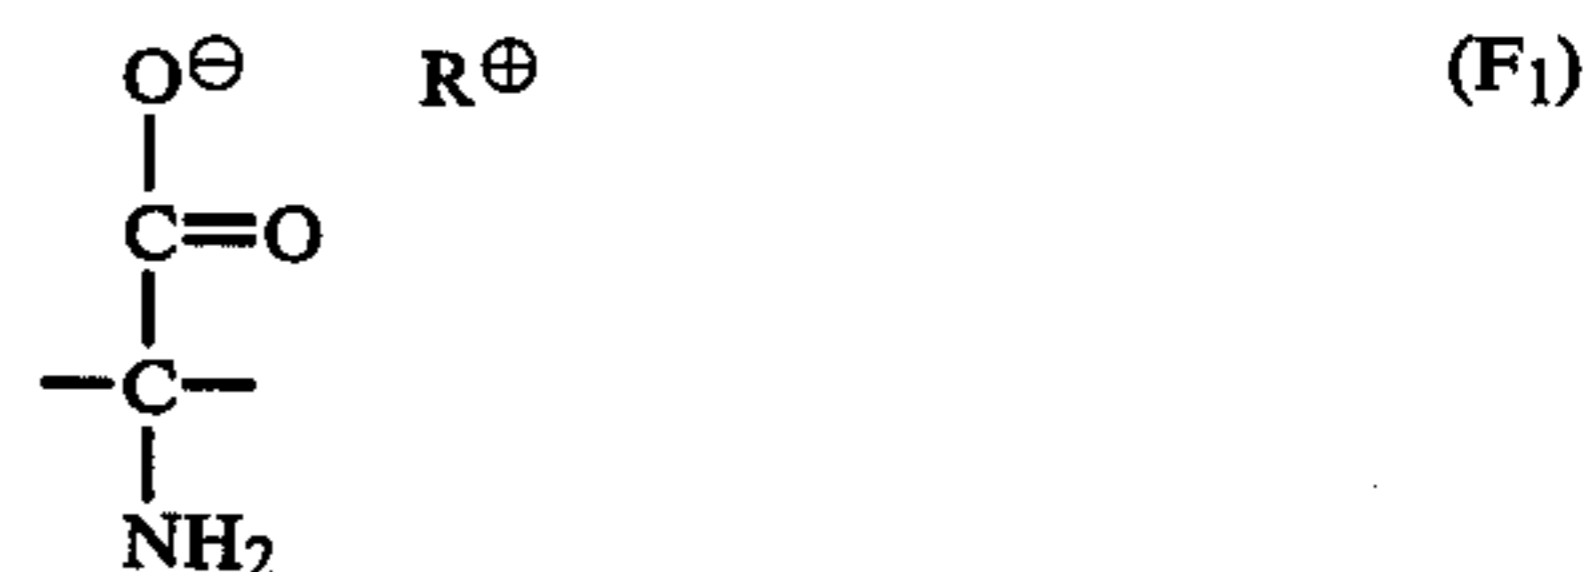 O⊖ R⊕ (F₁)
C=O
—C—
NH₂